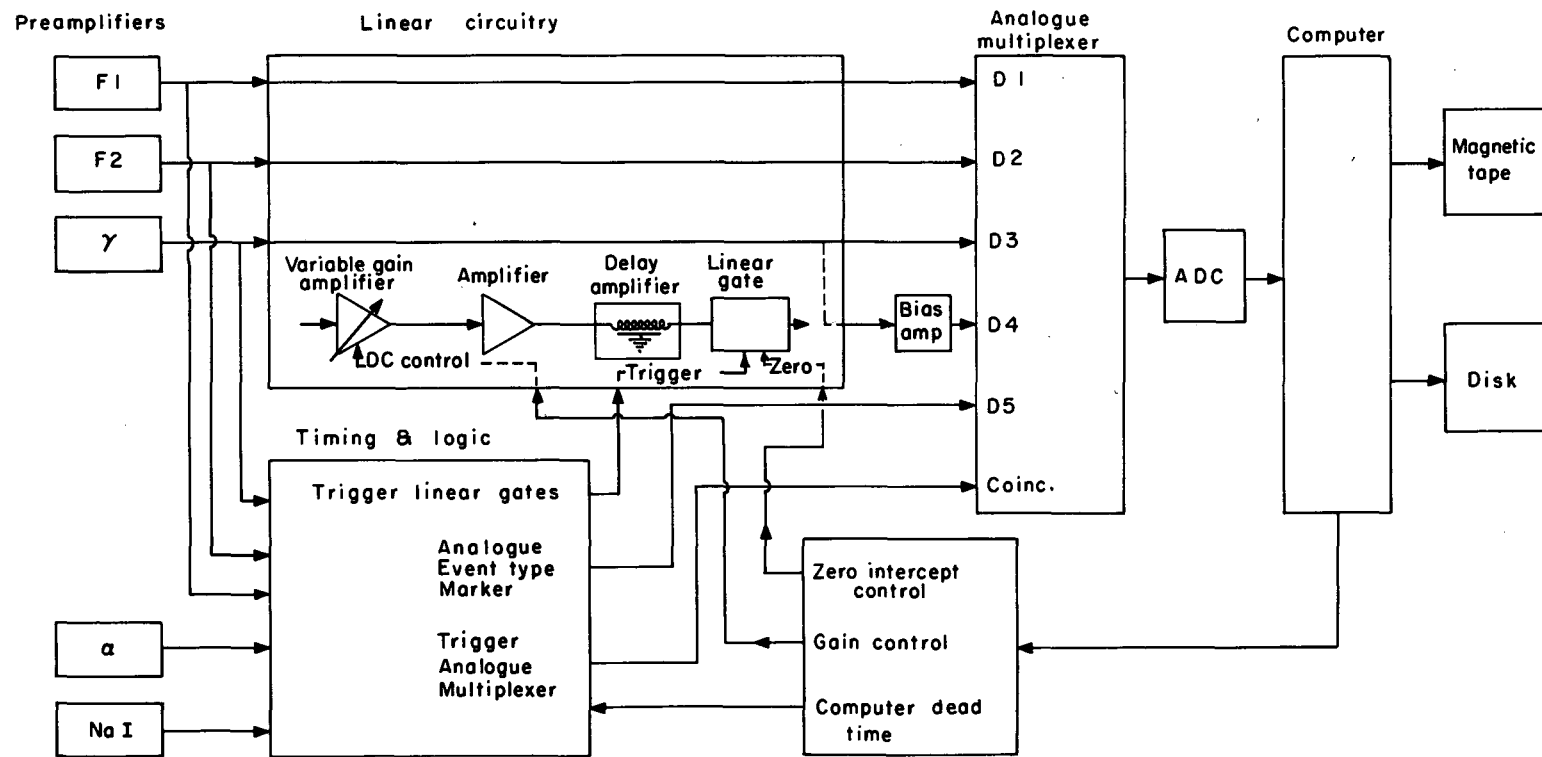 Preamplifiers
Linear circuitry
Analogue
multiplexer
Computer
F1
F2
γ
D1
D2
D3
D4
D5
Coinc.
Variable gain
amplifier
Amplifier
Delay
amplifier
Linear
gate
DC control
Trigger
Zero
Bias
amp
ADC
Magnetic
tape
Disk
Timing & logic
Trigger linear gates
Analogue
Event type
Marker
Trigger
Analogue
Multiplexer
α
NaI
Zero intercept
control
Gain control
Computer dead
time